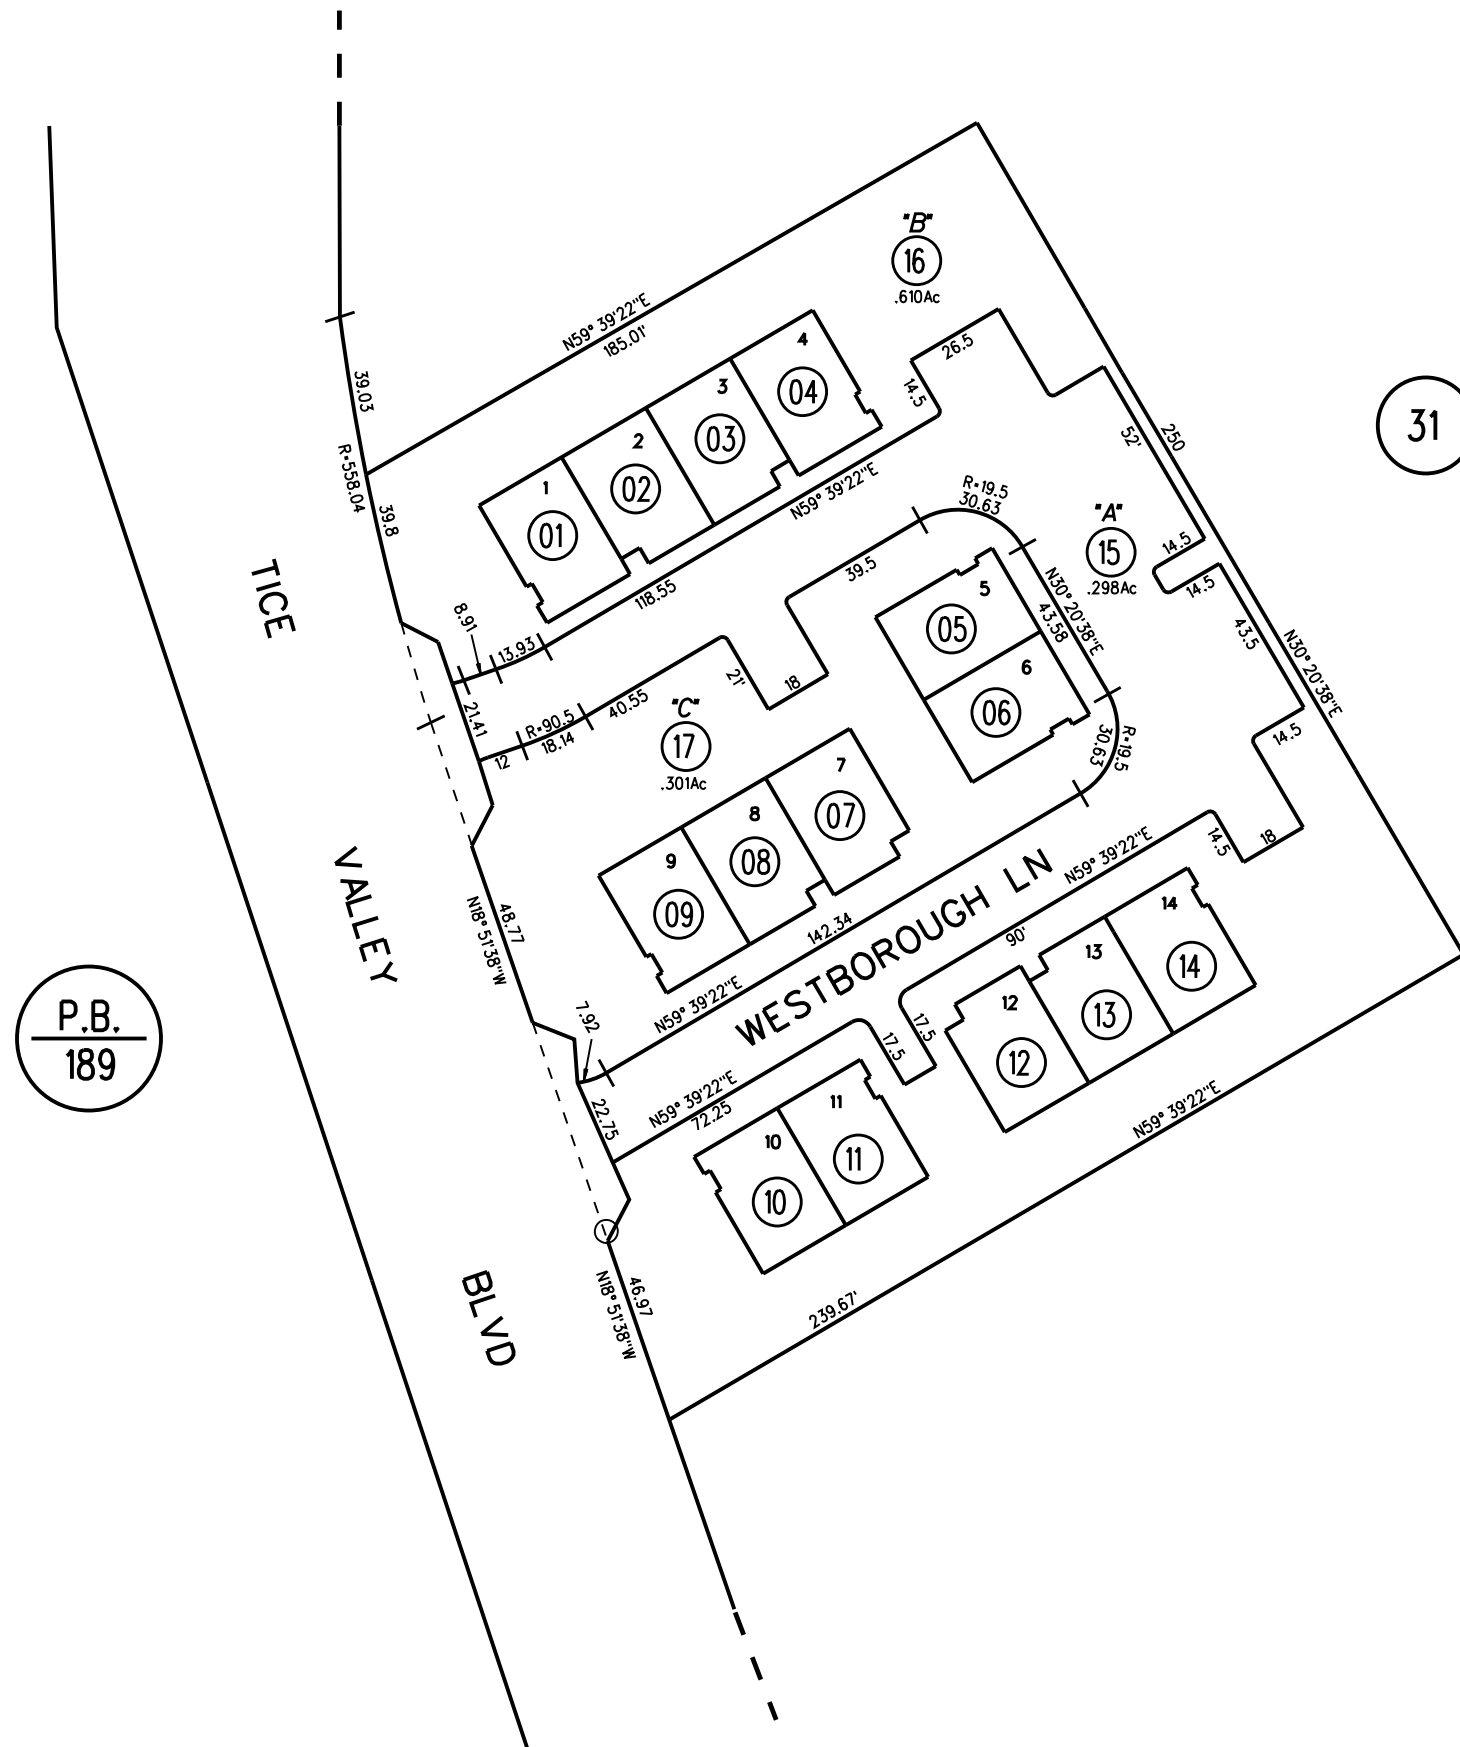 "B"
16
.610Ac
N59° 39'22"E
185.01'
4
04
3
03
2
02
1
01
26.5
14.5
N59° 39'22"E
118.55
39.03
R=558.04
39.8
250
52'
31
R=19.5
30.63
"A"
15
.298Ac
14.5
14.5
43.5
N30° 20'38"E
N30° 20'38"E
43.58
39.5
5
05
6
06
TICE
VALLEY
BLVD
8.91
13.93
21.41
12
R=90.5
18.14
40.55
21'
18
"C"
17
.301Ac
R=19.5
30.63
14.5
18
14.5
7
07
8
08
9
09
N18° 51'38"W
48.77
142.34
N59° 39'22"E
WESTBOROUGH LN
N59° 39'22"E
90'
P.B.
189
7.92
22.75
N59° 39'22"E
72.25
17.5
17.5
14
14
13
13
12
12
11
11
10
10
N59° 39'22"E
239.67'
46.97
N18° 51'38"W